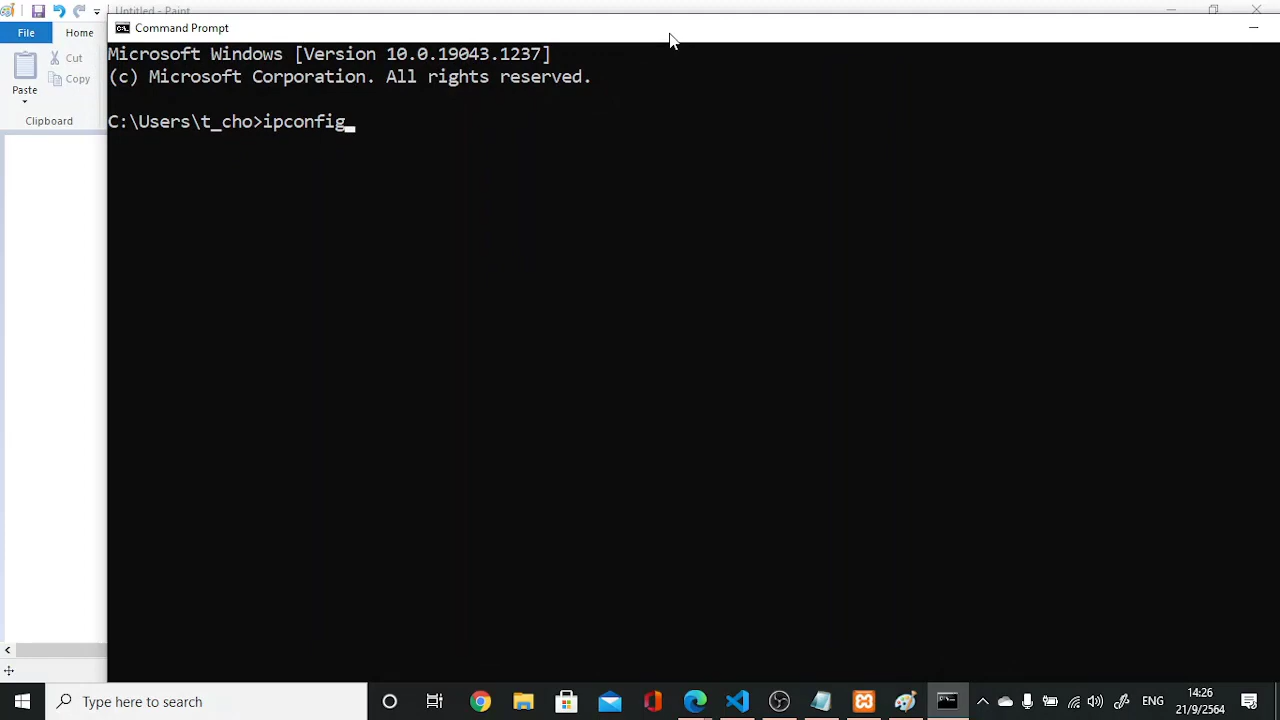 Untitled - Paint
File
Home
Cut
Copy
Paste
Clipboard
Command Prompt
Microsoft Windows [Version 10.0.19043.1237]
(c) Microsoft Corporation. All rights reserved.
C:\Users\t_cho>ipconfig
Type here to search
ENG
14:26
21/9/2564